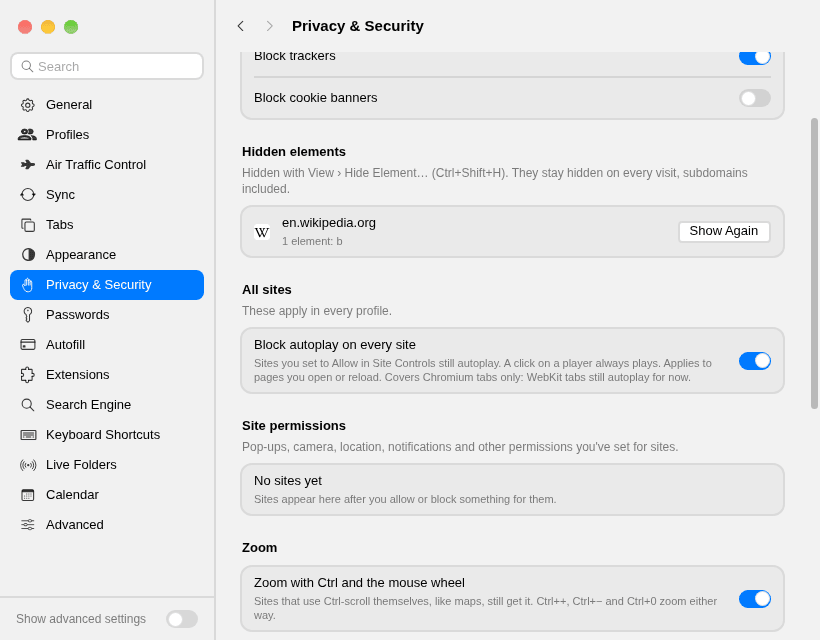 Privacy & Security
Search
General
Profiles
Air Traffic Control
Sync
Tabs
Appearance
Privacy & Security
Passwords
Autofill
Extensions
Search Engine
Keyboard Shortcuts
Live Folders
Calendar
Advanced
Show advanced settings
Block trackers
Block cookie banners
Hidden elements
Hidden with View › Hide Element… (Ctrl+Shift+H). They stay hidden on every visit, subdomains
included.
W
en.wikipedia.org
1 element: b
Show Again
All sites
These apply in every profile.
Block autoplay on every site
Sites you set to Allow in Site Controls still autoplay. A click on a player always plays. Applies to
pages you open or reload. Covers Chromium tabs only: WebKit tabs still autoplay for now.
Site permissions
Pop-ups, camera, location, notifications and other permissions you've set for sites.
No sites yet
Sites appear here after you allow or block something for them.
Zoom
Zoom with Ctrl and the mouse wheel
Sites that use Ctrl-scroll themselves, like maps, still get it. Ctrl++, Ctrl+− and Ctrl+0 zoom either
way.